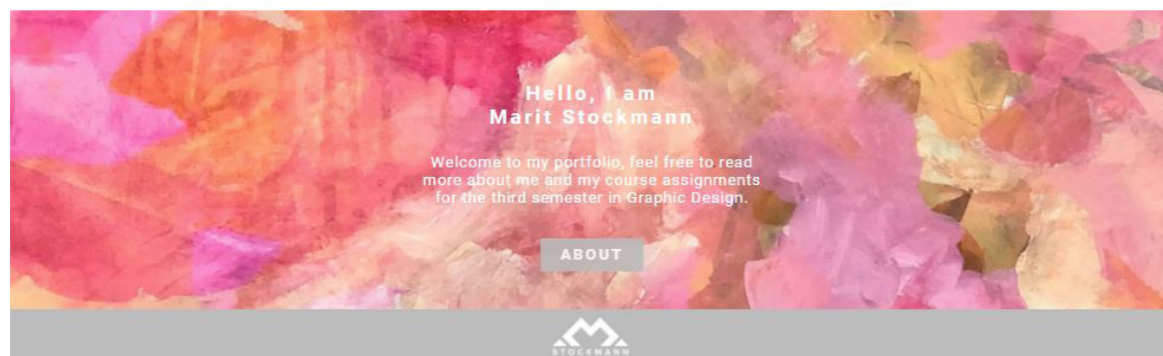 Hello, I am
Marit Stockmann
Welcome to my portfolio, feel free to read
more about me and my course assignments
for the third semester in Graphic Design.
ABOUT
STOCKMANN